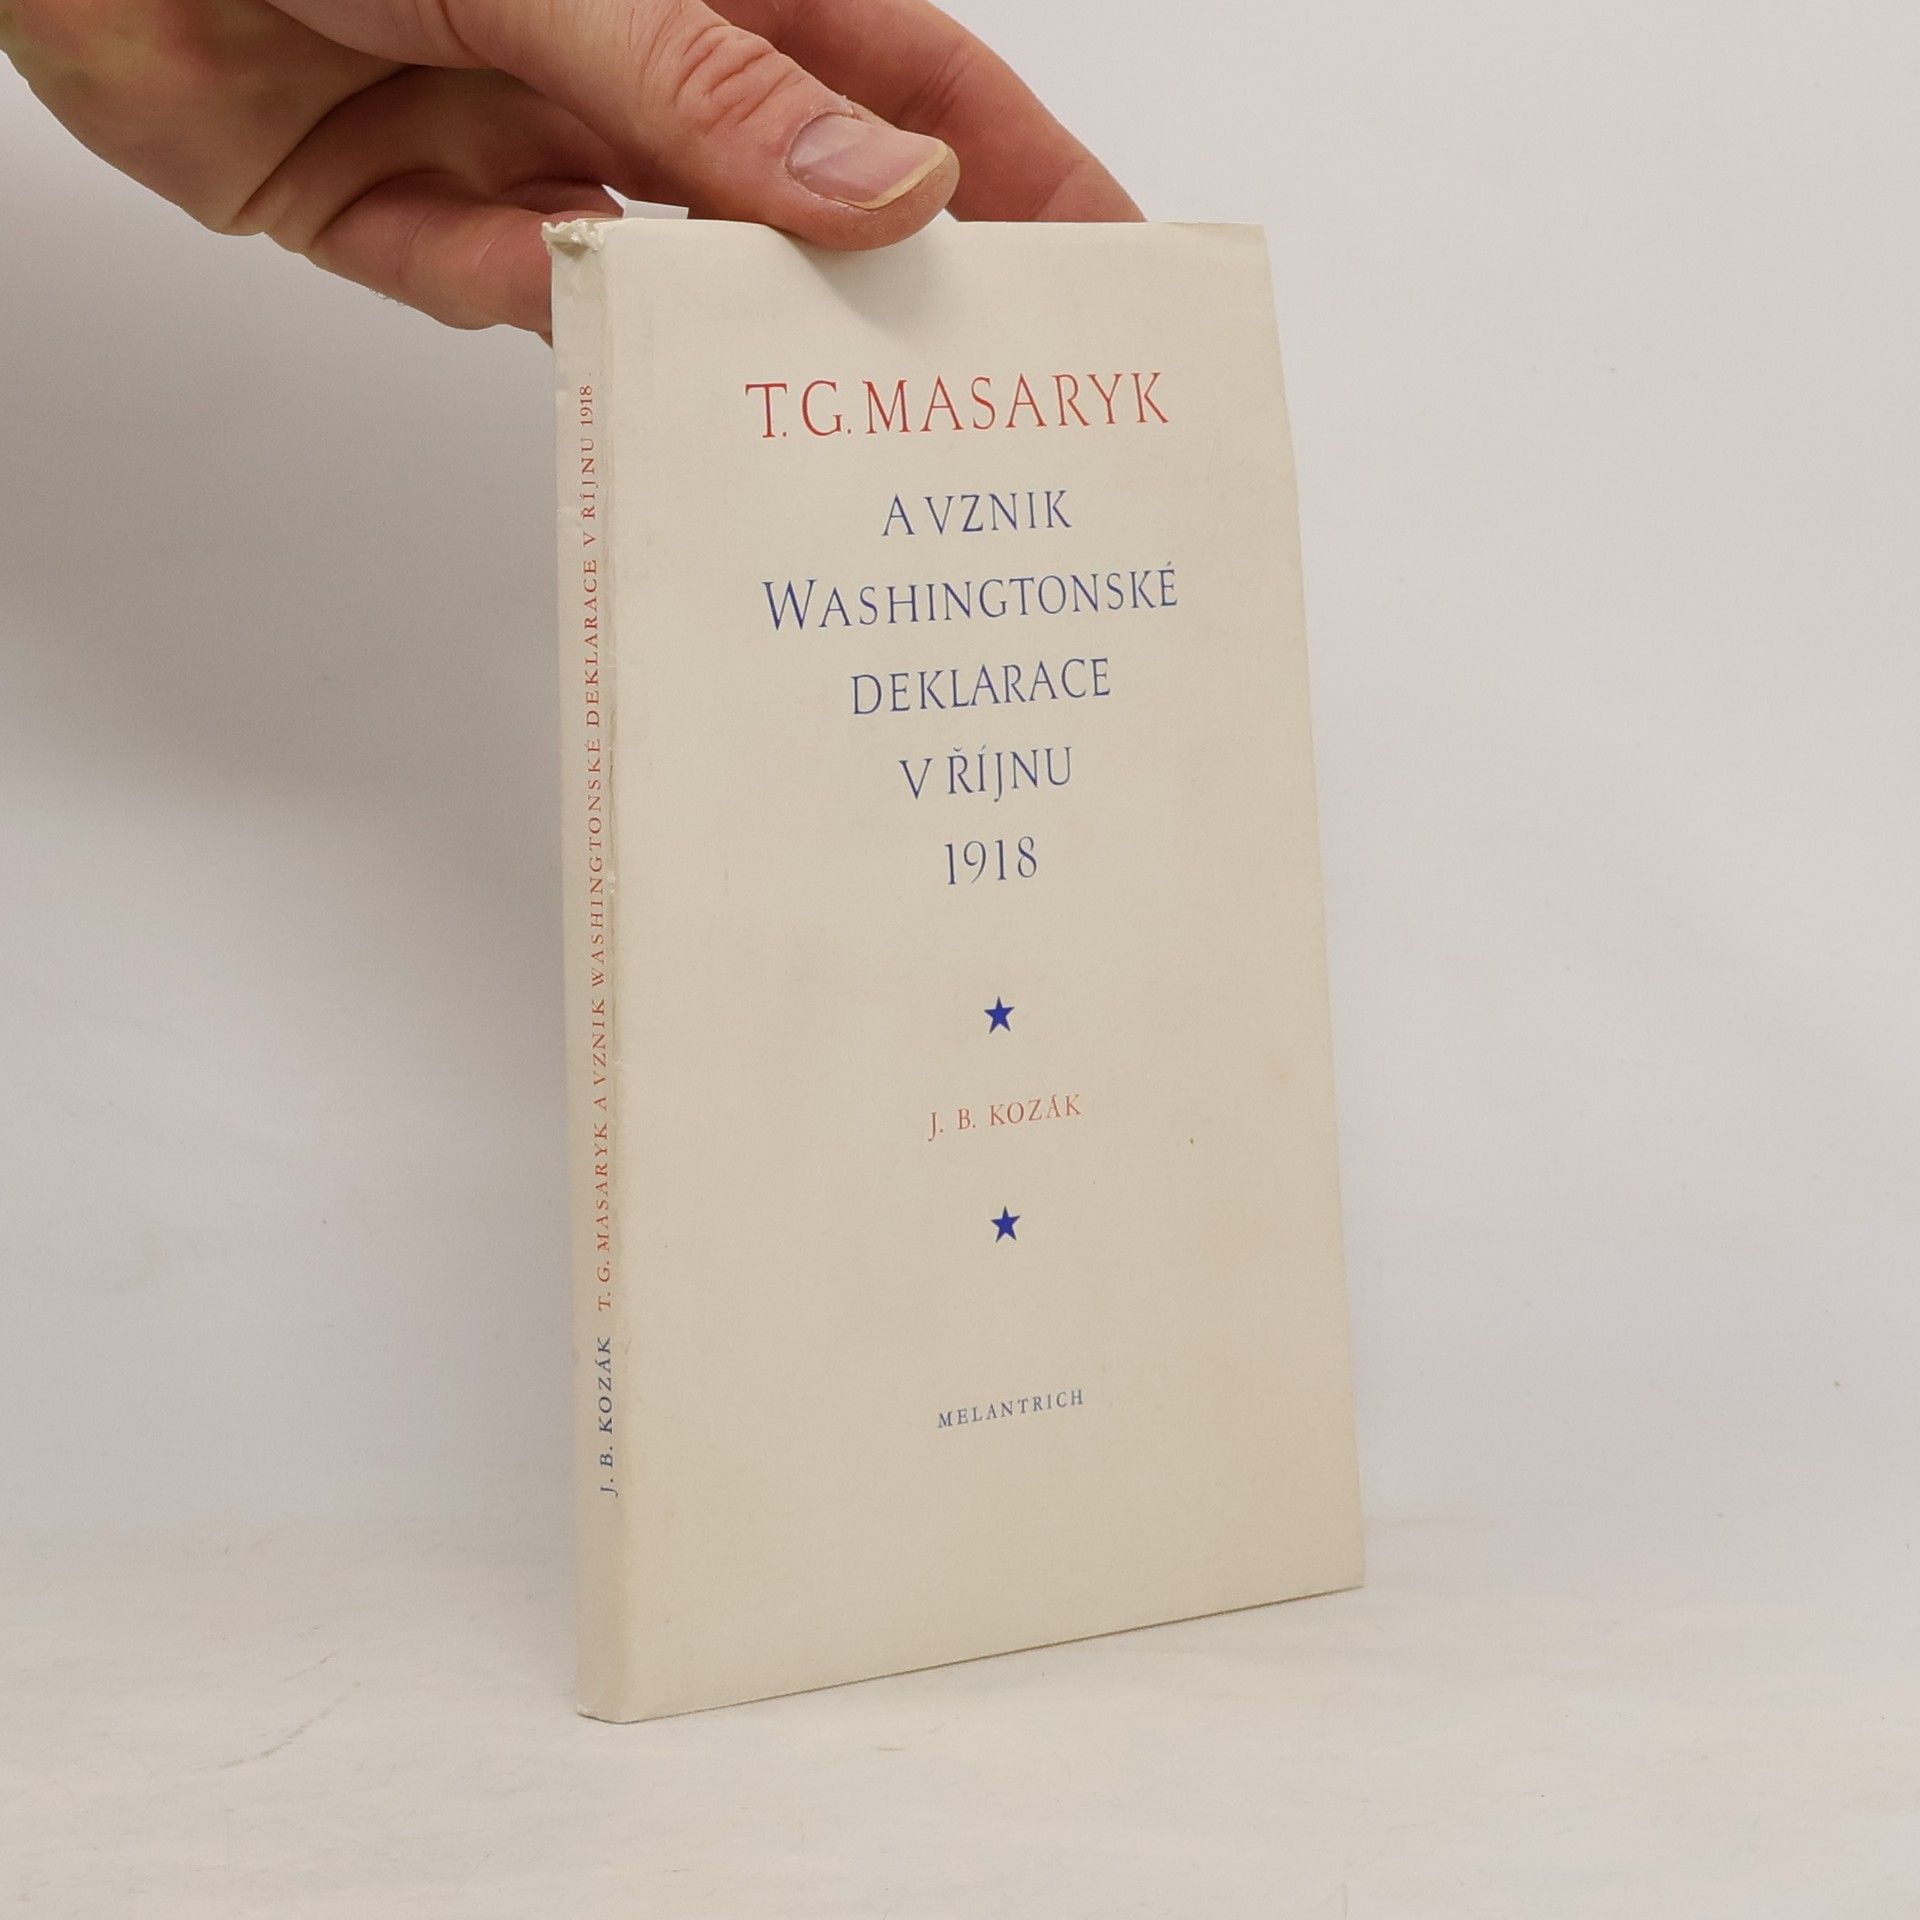 T. G. MASARYK
A VZNIK
WASHINGTONSKÉ
DEKLARACE
V ŘÍJNU
1918
J. B. KOZÁK
MELANTRICH
J. B. KOZÁK T. G. MASARYK A VZNIK WASHINGTONSKÉ DEKLARACE V ŘÍJNU 1918